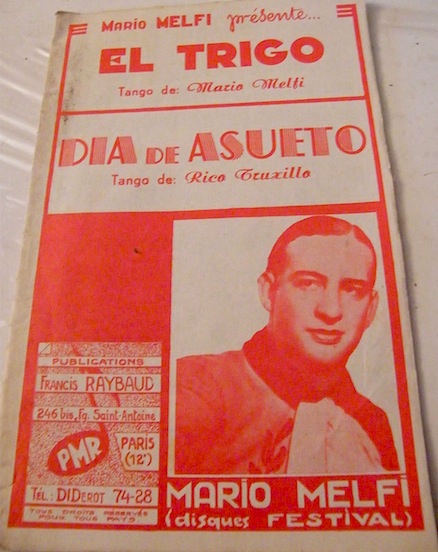 Mario MELFI présente...
EL TRIGO
Tango de: Mario Melfi
DIA DE ASUETO
Tango de: Rico Truxillo
PUBLICATIONS
Francis RAYBAUD
246 bis, Fg. Saint-Antoine
PMR
PARIS
(12e)
TÉL: DIDEROT 74-28
TOUS DROITS RÉSERVÉS
POUR TOUS PAYS.
MARIO MELFI
(disques FESTIVAL)